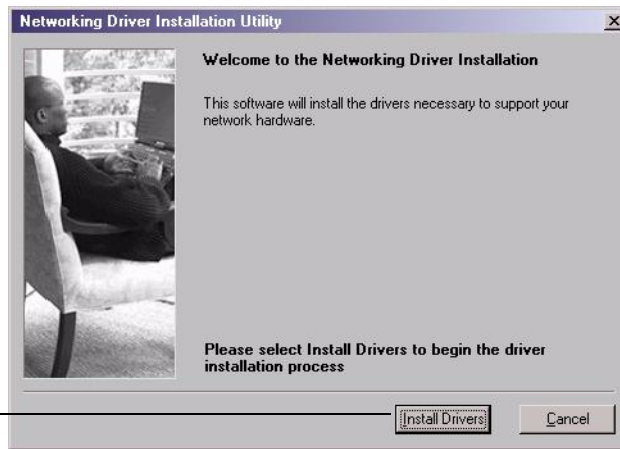 Networking Driver Installation Utility
Welcome to the Networking Driver Installation
This software will install the drivers necessary to support your
network hardware.
Please select Install Drivers to begin the driver
installation process
Install Drivers
Cancel